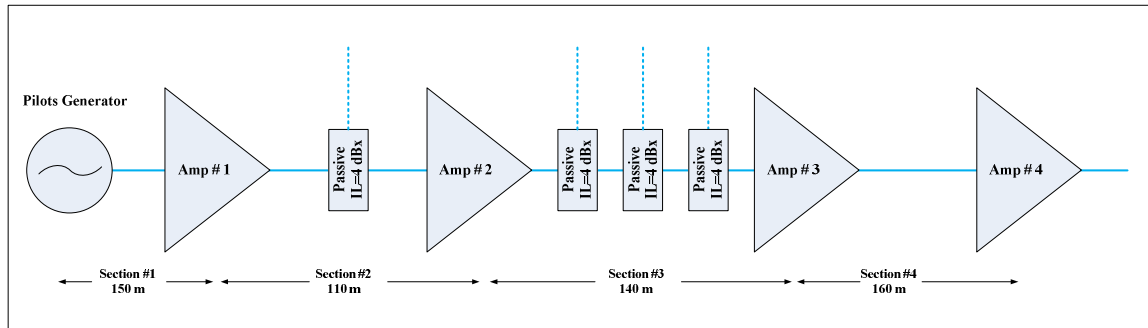 Pilots Generator
Amp # 1
Passive
IL=4 dBx
Amp # 2
Passive
IL=4 dBx
Passive
IL=4 dBx
Passive
IL=4 dBx
Amp # 3
Amp # 4
Section #1
150 m
Section #2
110 m
Section #3
140 m
Section #4
160 m